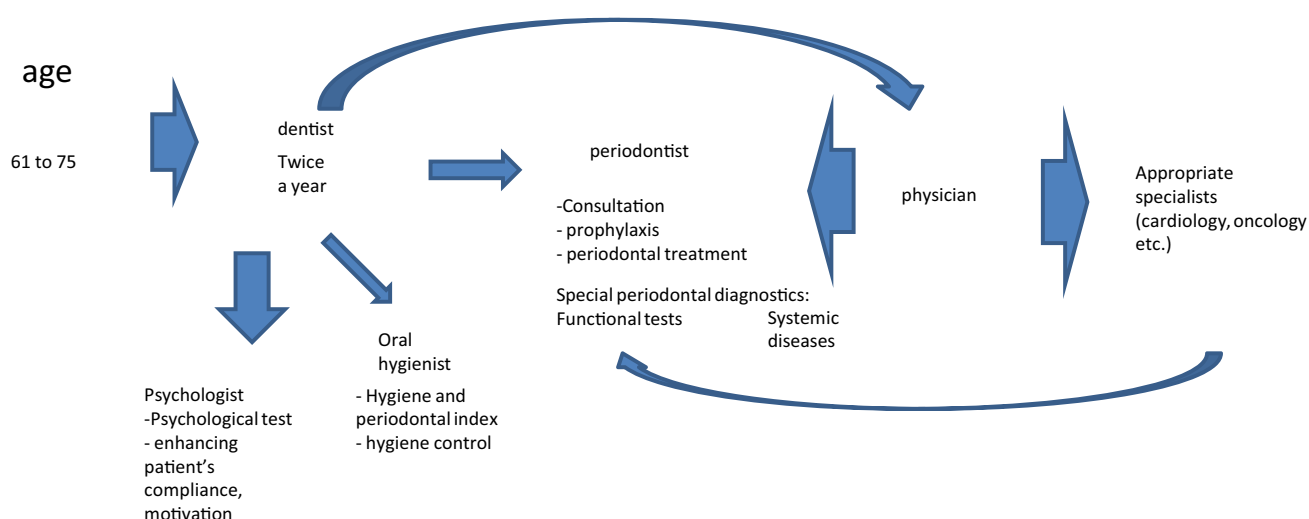 age
61 to 75
dentist
Twice
a year
periodontist
-Consultation
- prophylaxis
- periodontal treatment
Special periodontal diagnostics:
Functional tests
Systemic
diseases
physician
Appropriate
specialists
(cardiology, oncology
etc.)
Oral
hygienist
- Hygiene and
periodontal index
- hygiene control
Psychologist
-Psychological test
- enhancing
patient's
compliance,
motivation